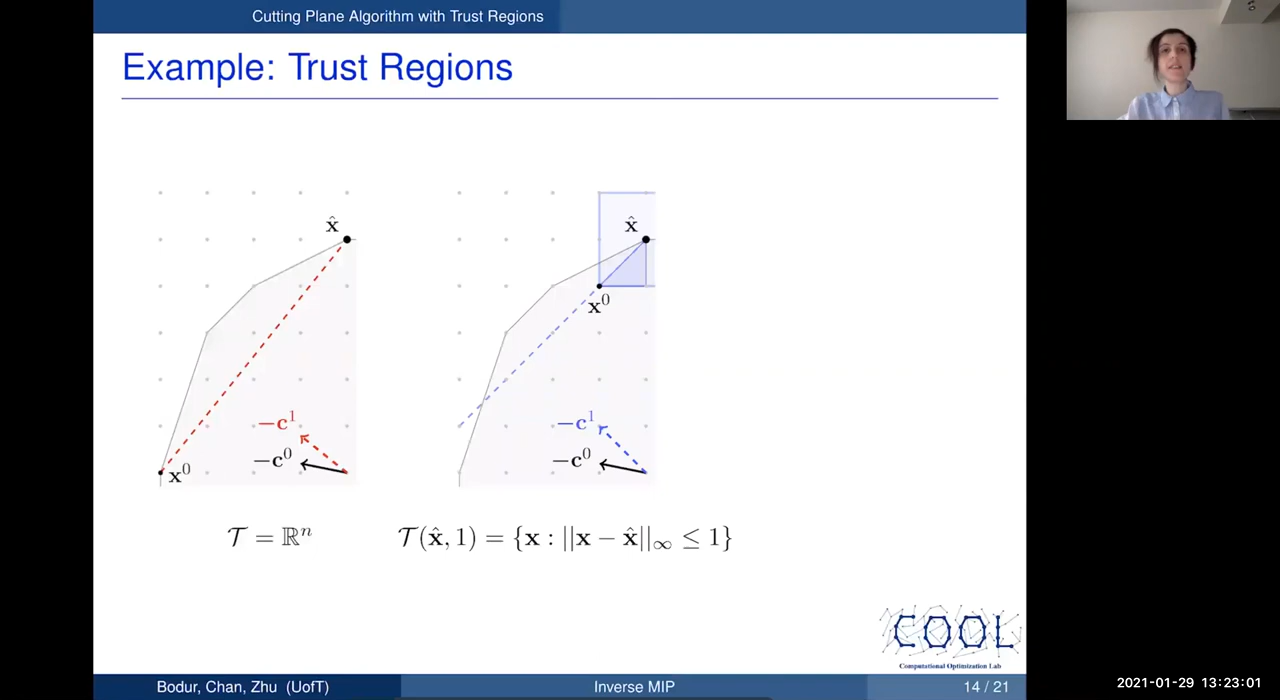 Cutting Plane Algorithm with Trust Regions
Example: Trust Regions
x̂
x⁰
−c¹
−c⁰
𝒯 = ℝⁿ
x̂
x⁰
−c¹
−c⁰
𝒯(x̂, 1) = {x : ||x − x̂||∞ ≤ 1}
COOL
Computational Optimization Lab
Bodur, Chan, Zhu (UofT)
Inverse MIP
14 / 21
2021-01-29 13:23:01